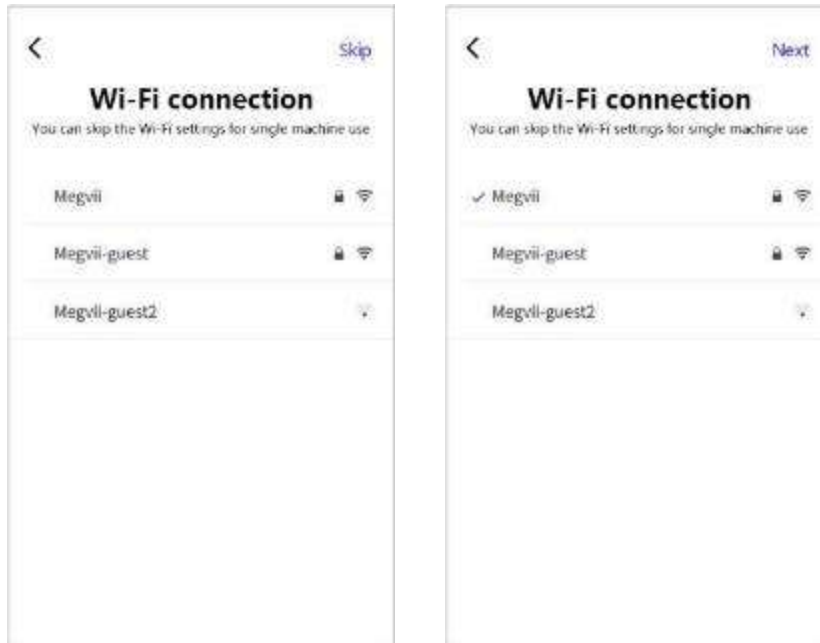 Skip
Wi-Fi connection
You can skip the Wi-Fi settings for single machine use
Megvii
Megvii-guest
Megvii-guest2
Next
Wi-Fi connection
You can skip the Wi-Fi settings for single machine use
Megvii
Megvii-guest
Megvii-guest2